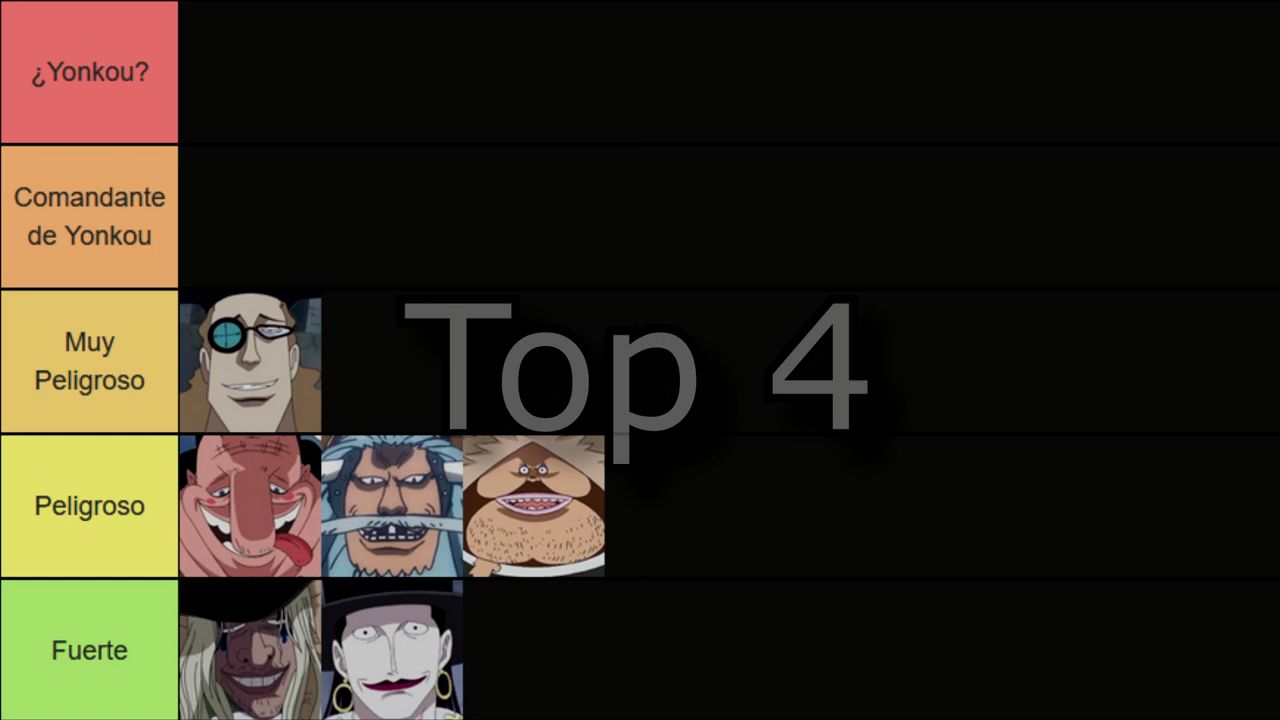 ¿Yonkou?
Comandante
de Yonkou
Muy
Peligroso
Top 4
Peligroso
Fuerte